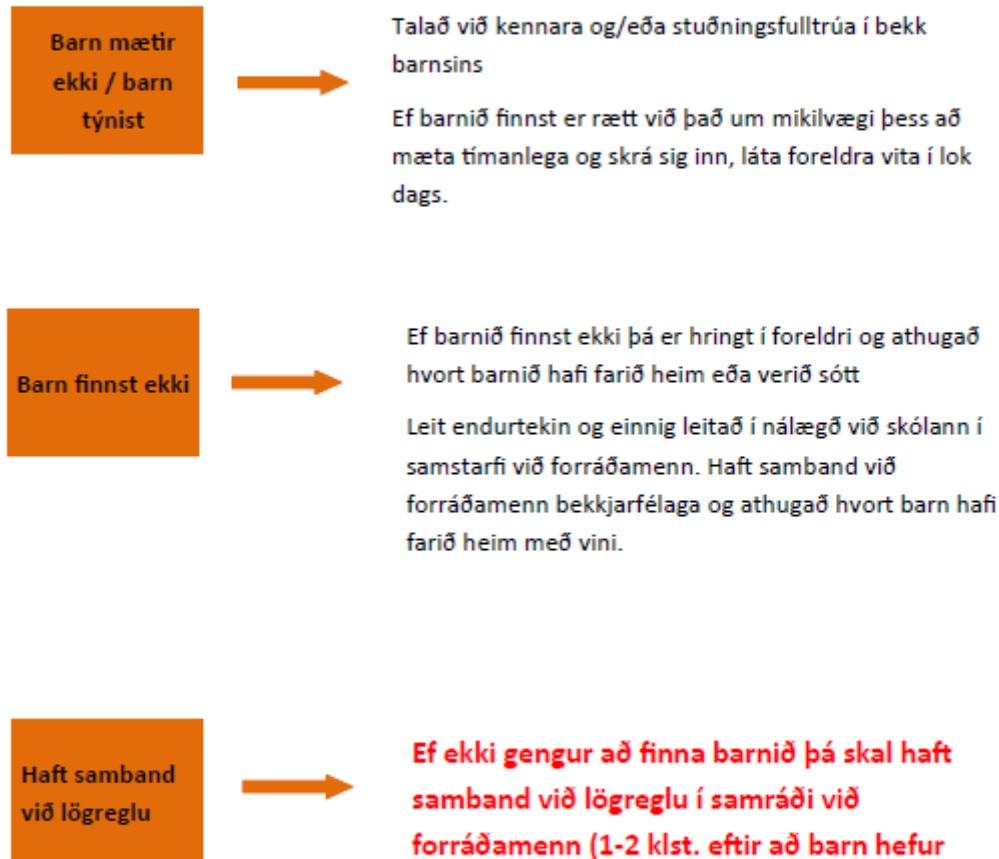 Barn mætir
ekki / barn
týnist
Talað við kennara og/eða stuðningsfulltrúa í bekk
barnsins
Ef barnið finnst er rætt við það um mikilvægi þess að
mæta tímanlega og skrá sig inn, láta foreldra vita í lok
dags.
Barn finnst ekki
Ef barnið finnst ekki þá er hringt í foreldri og athugað
hvort barnið hafi farið heim eða verið sótt
Leit endurtekin og einnig leitað í nálægð við skólann í
samstarfi við forráðamenn. Haft samband við
forráðamenn bekkjarfélaga og athugað hvort barn hafi
farið heim með vini.
Haft samband
við lögreglu
Ef ekki gengur að finna barnið þá skal haft
samband við lögreglu í samráði við
forráðamenn (1-2 klst. eftir að barn hefur